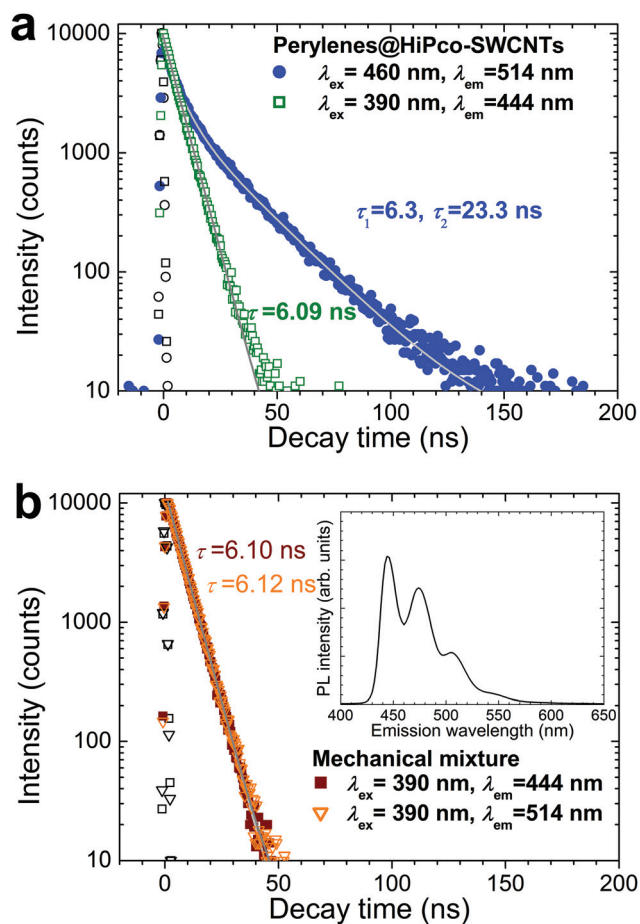 a
Perylenes@HiPco-SWCNTs
λex= 460 nm, λem=514 nm
λex= 390 nm, λem=444 nm
τ1=6.3, τ2=23.3 ns
τ=6.09 ns
Intensity (counts)
10000
1000
100
10
0 50 100 150 200
Decay time (ns)
b
τ=6.10 ns
τ=6.12 ns
PL intensity (arb. units)
400 450 500 550 600 650
Emission wavelength (nm)
Mechanical mixture
λex= 390 nm, λem=444 nm
λex= 390 nm, λem=514 nm
Intensity (counts)
10000
1000
100
10
0 50 100 150 200
Decay time (ns)